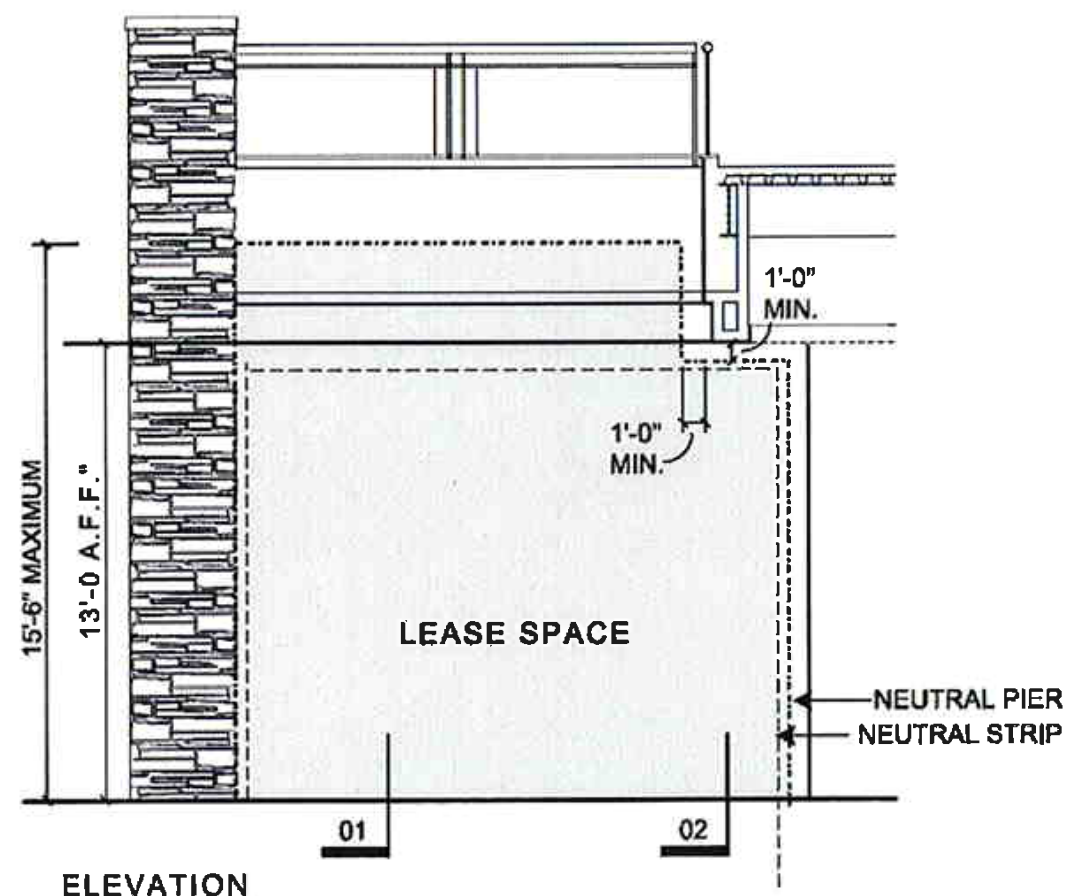 1'-0"
MIN.
1'-0"
MIN.
15'-6" MAXIMUM
13'-0 A.F.F."
LEASE SPACE
NEUTRAL PIER
NEUTRAL STRIP
01
02
ELEVATION